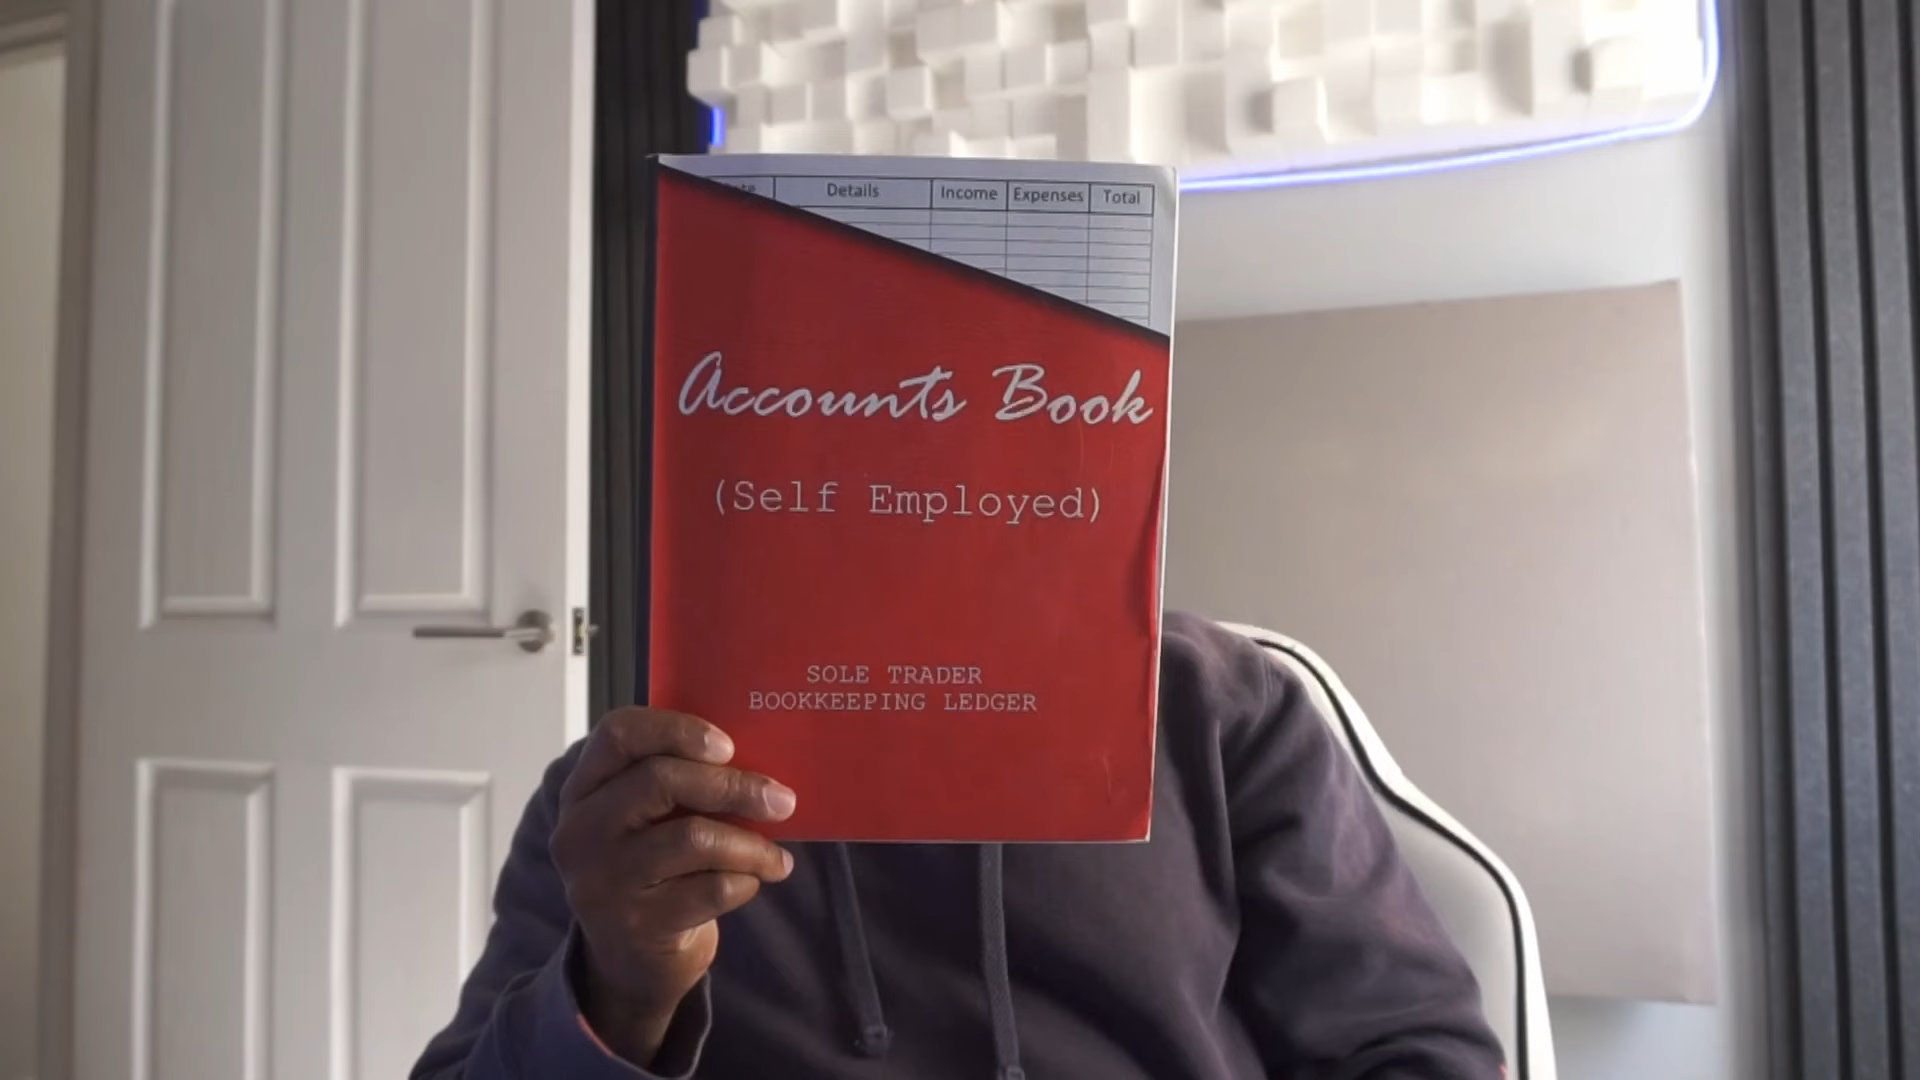 Details Income Expenses Total
Accounts Book
(Self Employed)
SOLE TRADER
BOOKKEEPING LEDGER